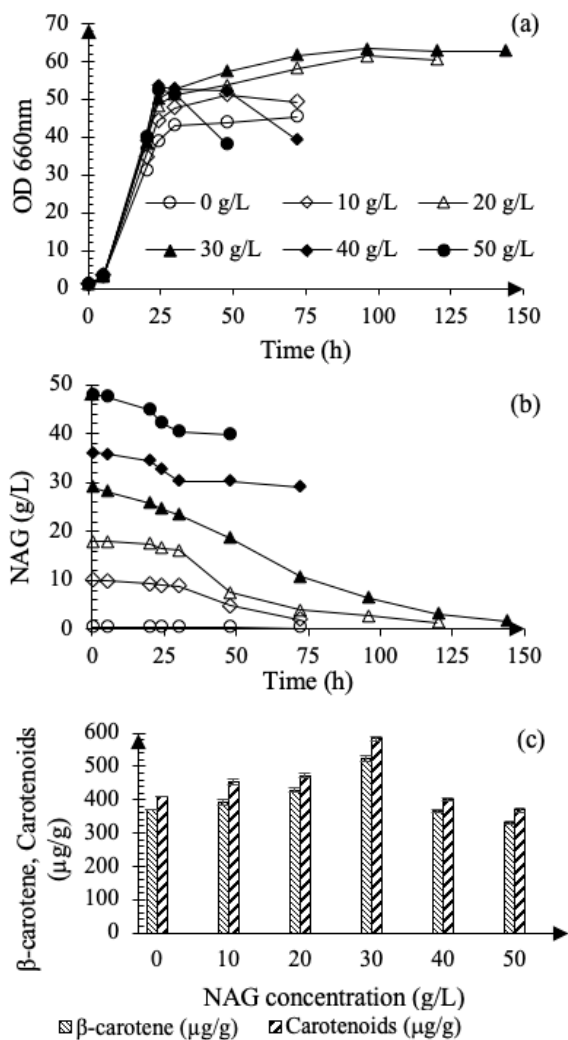 (a)
70
60
50
40
30
20
10
0
OD 660nm
0 g/L 10 g/L 20 g/L
30 g/L 40 g/L 50 g/L
0 25 50 75 100 125 150
Time (h)
(b)
50
40
30
20
10
0
NAG (g/L)
0 25 50 75 100 125 150
Time (h)
(c)
600
500
400
300
200
100
0
β-carotene, Carotenoids
(µg/g)
0 10 20 30 40 50
NAG concentration (g/L)
β-carotene (µg/g) Carotenoids (µg/g)